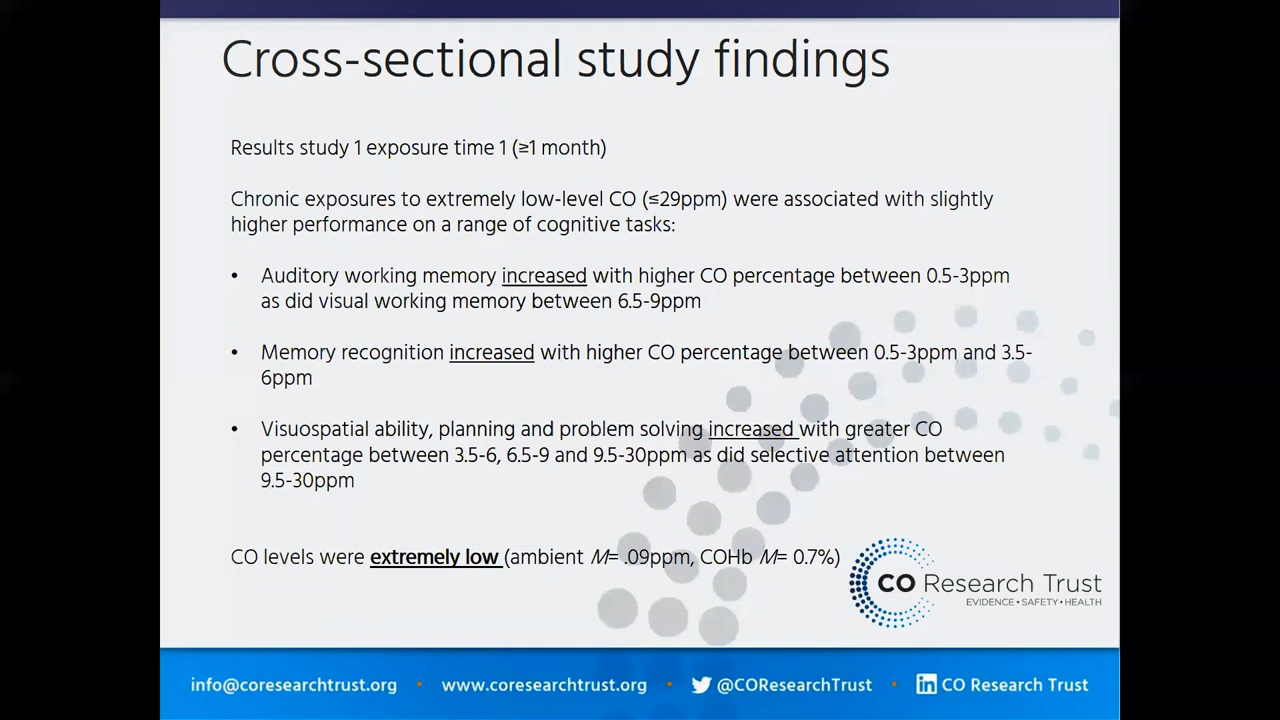 Cross-sectional study findings
Results study 1 exposure time 1 (≥1 month)
Chronic exposures to extremely low-level CO (≤29ppm) were associated with slightly
higher performance on a range of cognitive tasks:
• Auditory working memory increased with higher CO percentage between 0.5-3ppm
as did visual working memory between 6.5-9ppm
• Memory recognition increased with higher CO percentage between 0.5-3ppm and 3.5-
6ppm
• Visuospatial ability, planning and problem solving increased with greater CO
percentage between 3.5-6, 6.5-9 and 9.5-30ppm as did selective attention between
9.5-30ppm
CO levels were extremely low (ambient M= .09ppm, COHb M= 0.7%)
CO Research Trust
EVIDENCE • SAFETY • HEALTH
info@coresearchtrust.org • www.coresearchtrust.org • @COResearchTrust • in CO Research Trust